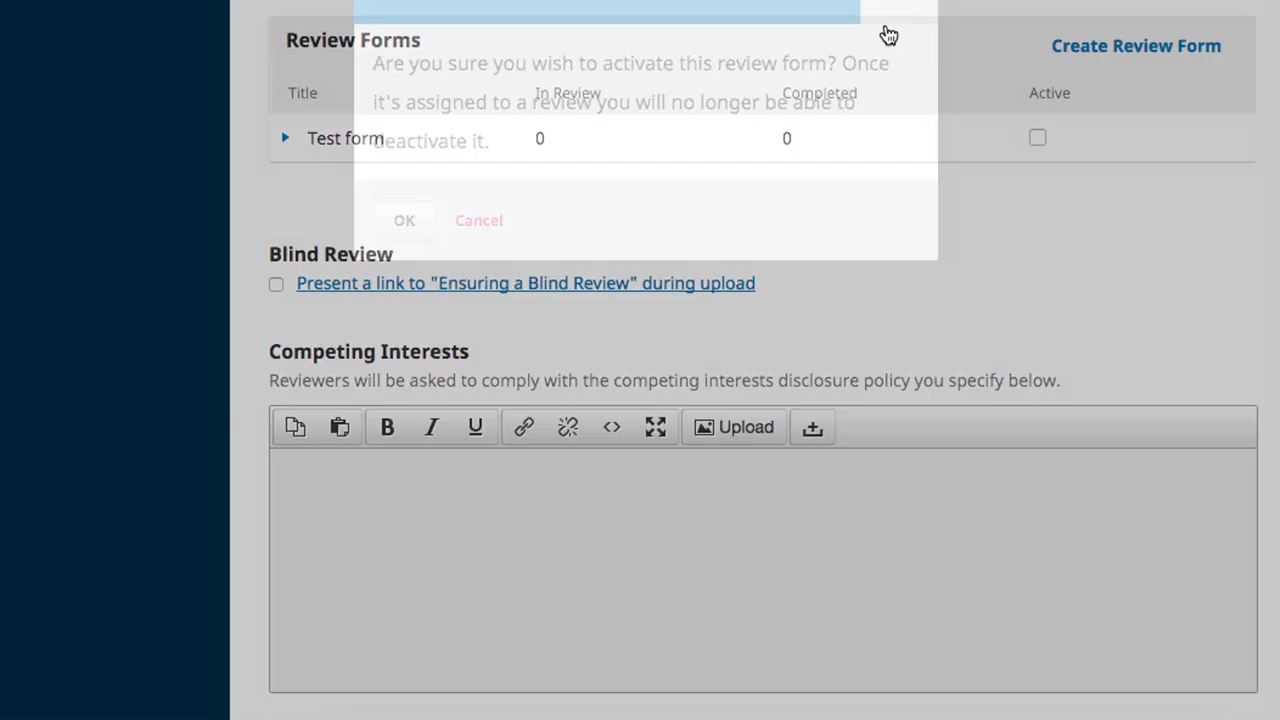 Review Forms
Create Review Form
Are you sure you wish to activate this review form? Once
it's assigned to a review you will no longer be able to
deactivate it.
Title
In Review
Completed
Active
Test form
0
0
OK
Cancel
Blind Review
Present a link to "Ensuring a Blind Review" during upload
Competing Interests
Reviewers will be asked to comply with the competing interests disclosure policy you specify below.
B I U
Upload